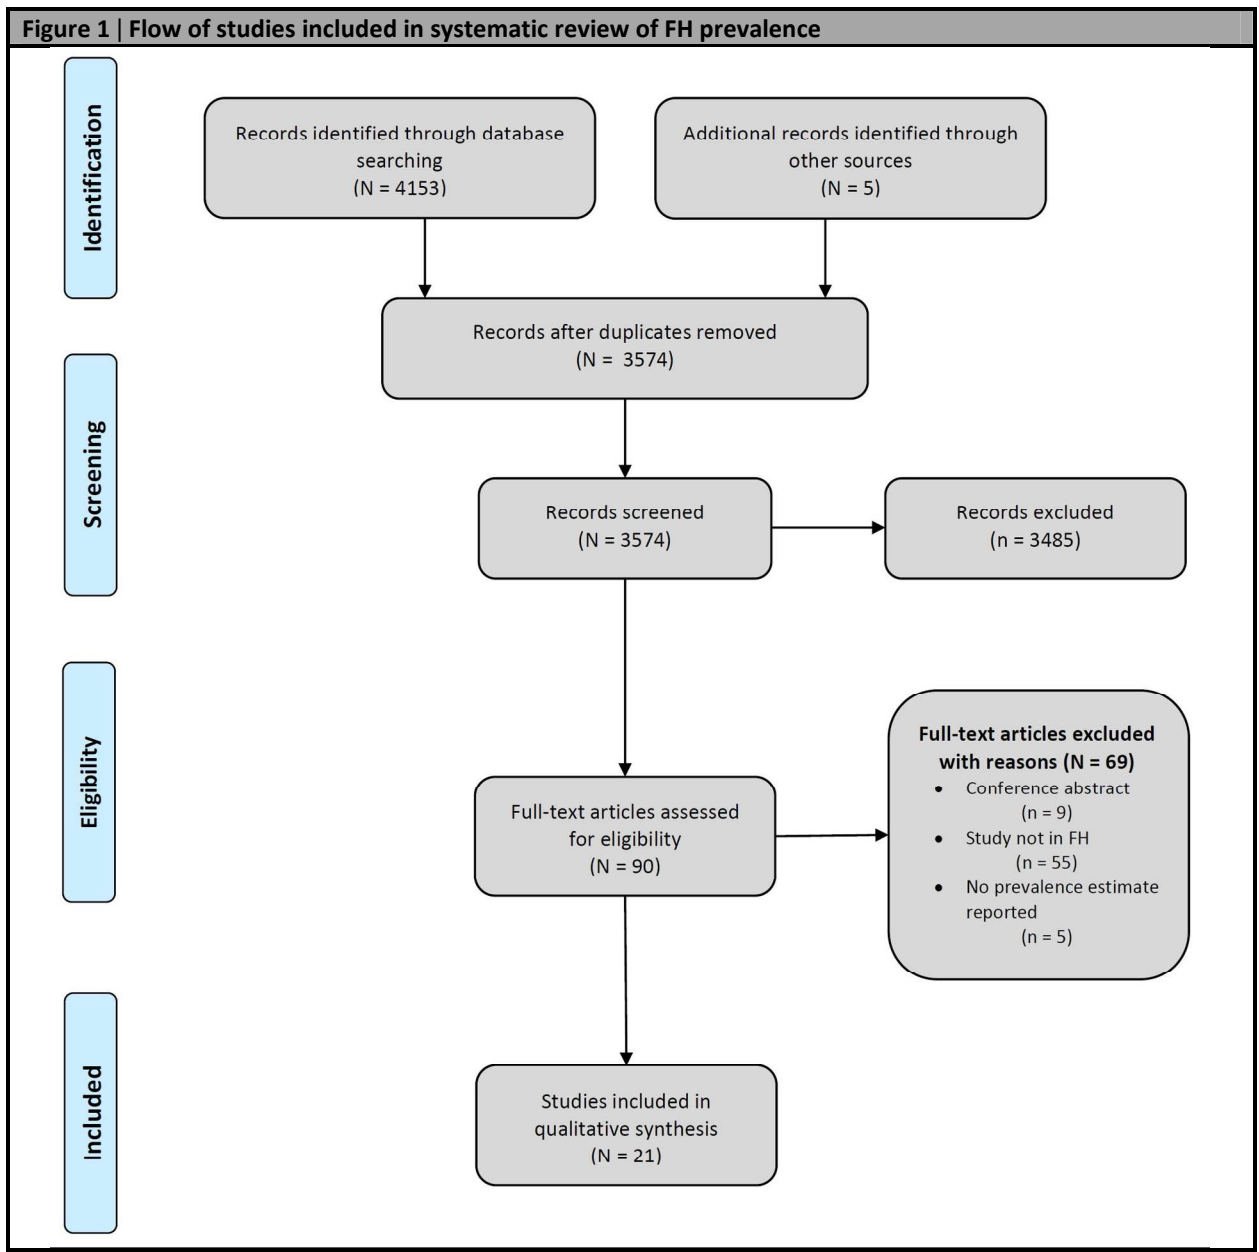 Figure 1 | Flow of studies included in systematic review of FH prevalence
Identification
Records identified through database
searching
(N = 4153)
Additional records identified through
other sources
(N = 5)
Records after duplicates removed
(N = 3574)
Screening
Records screened
(N = 3574)
Records excluded
(n = 3485)
Eligibility
Full-text articles assessed
for eligibility
(N = 90)
Full-text articles excluded
with reasons (N = 69)
• Conference abstract
(n = 9)
• Study not in FH
(n = 55)
• No prevalence estimate
reported
(n = 5)
Included
Studies included in
qualitative synthesis
(N = 21)